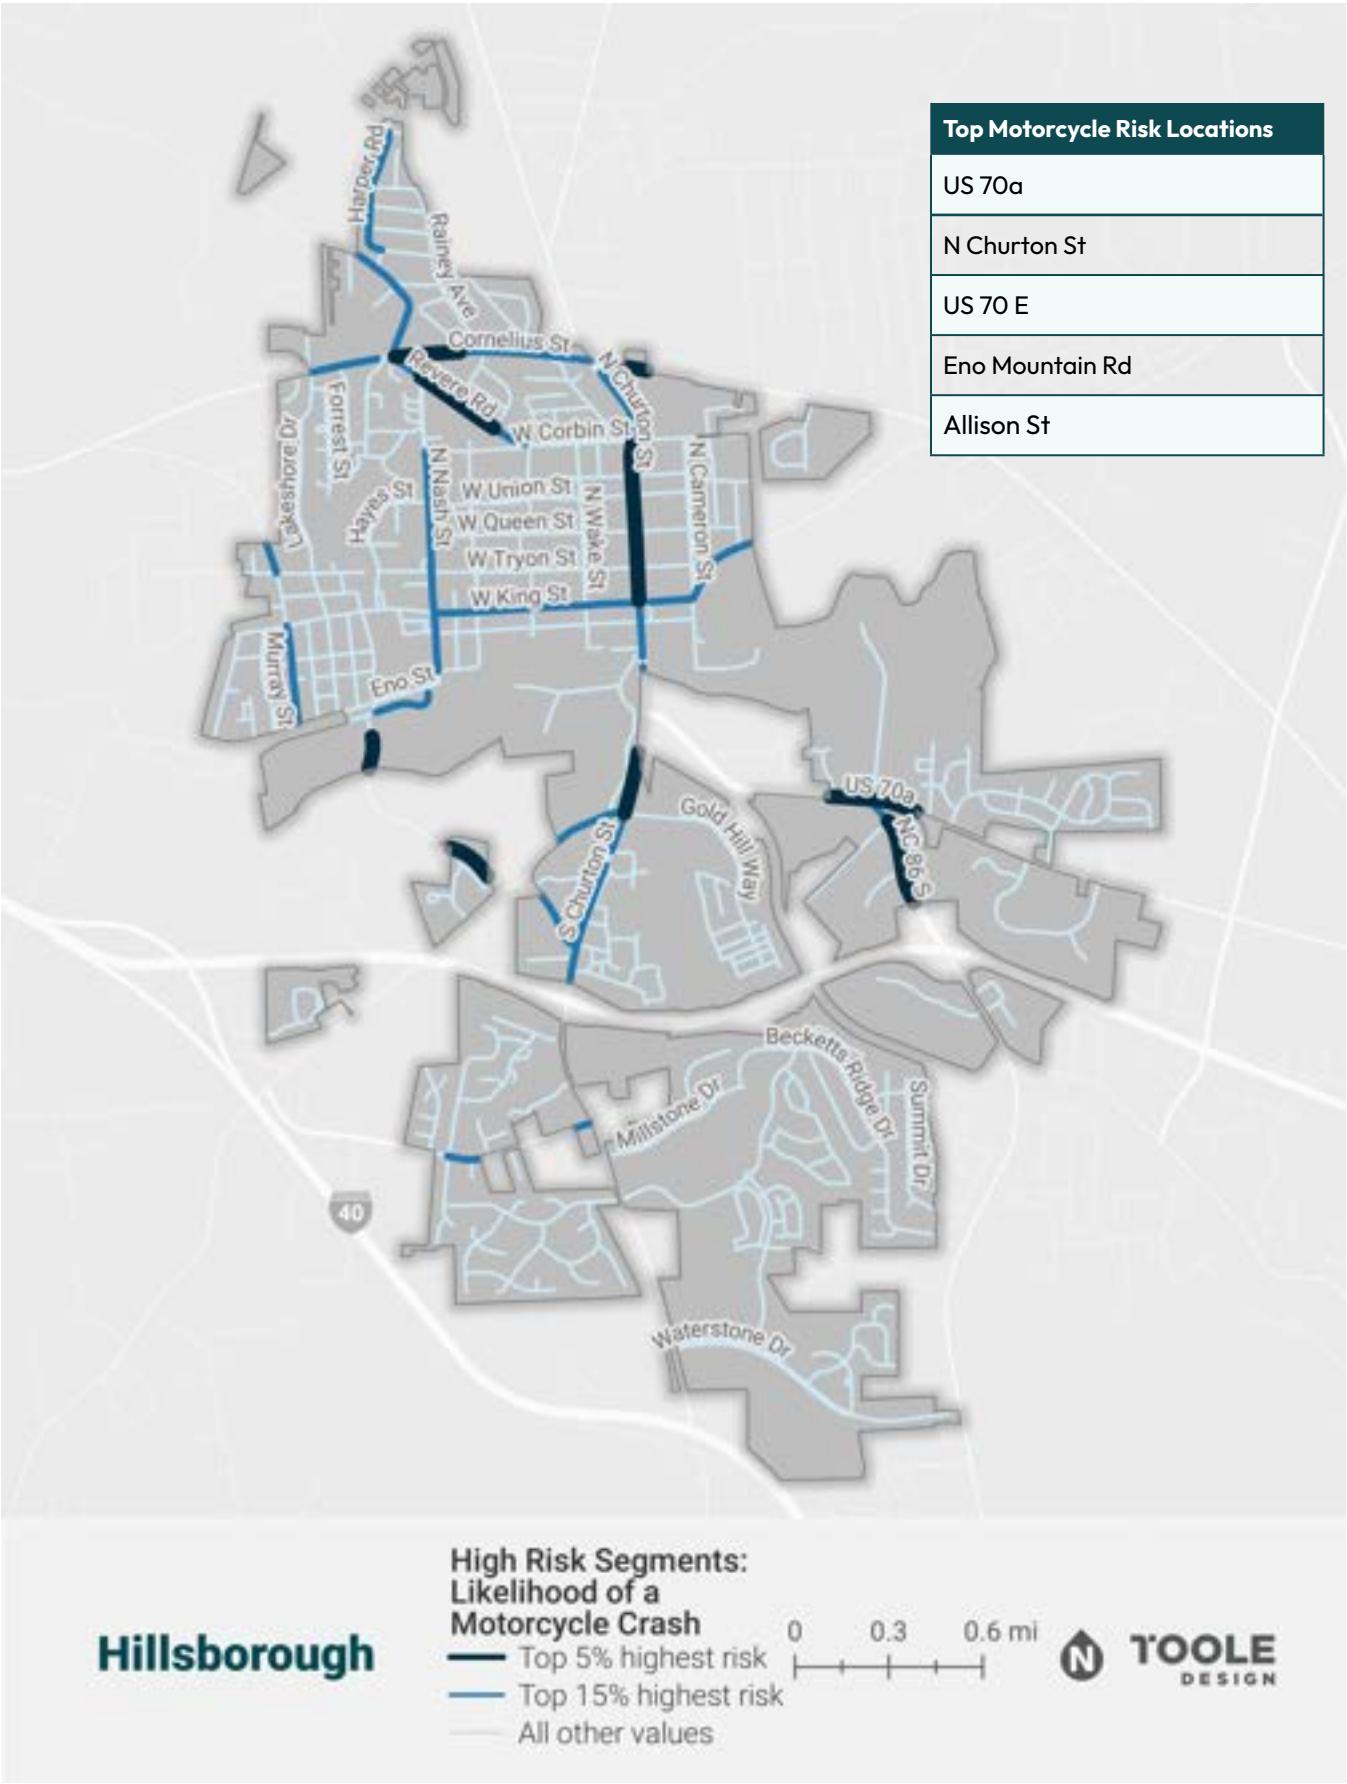 Top Motorcycle Risk Locations
US 70a
N Churton St
US 70 E
Eno Mountain Rd
Allison St
Harper Rd
Rainey Ave
Cornelius St
Revere Rd
N Churton St
Forrest St
W Corbin St
Lakeshore Dr
N Nash St
Hayes St
W Union St
N Wake St
N Cameron St
W Queen St
W Tryon St
W King St
Murray St
Eno St
US 70a
Gold Hill Way
NC 86 S
S Churton St
Becketts Ridge Dr
Millstone Dr
Summit Dr
40
Waterstone Dr
Hillsborough
High Risk Segments:
Likelihood of a
Motorcycle Crash
Top 5% highest risk
Top 15% highest risk
All other values
0 0.3 0.6 mi
N
TOOLE
DESIGN